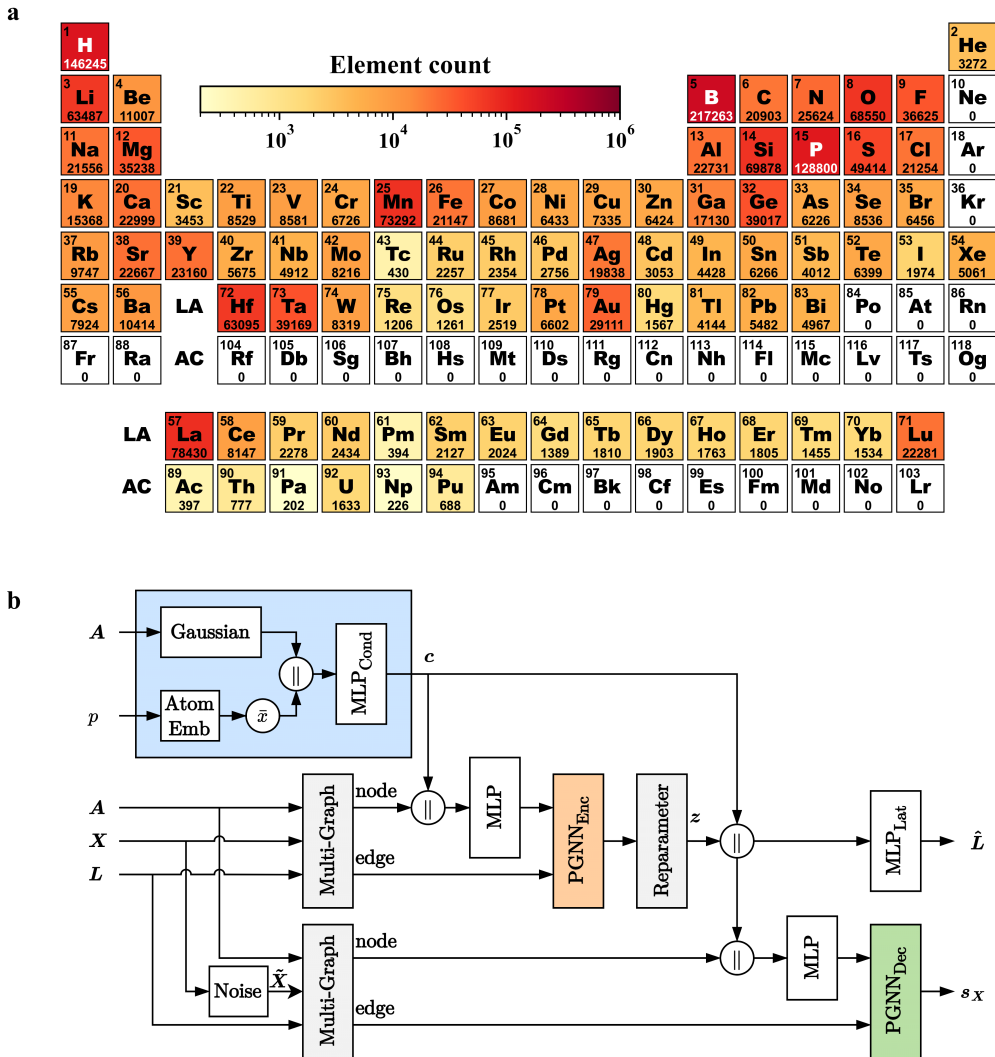 a
Element count
10^3 10^4 10^5 10^6
1 2
H He
146245 3272
3 4 5 6 7 8 9 10
Li Be B C N O F Ne
63487 11007 217263 20903 25624 68550 36625 0
11 12 13 14 15 16 17 18
Na Mg Al Si P S Cl Ar
21556 35238 22731 69878 128800 49414 21254 0
19 20 21 22 23 24 25 26 27 28 29 30 31 32 33 34 35 36
K Ca Sc Ti V Cr Mn Fe Co Ni Cu Zn Ga Ge As Se Br Kr
15368 22999 3453 8529 8581 6726 73292 21147 8681 6433 7335 6424 17130 39017 6226 8536 6456 0
37 38 39 40 41 42 43 44 45 46 47 48 49 50 51 52 53 54
Rb Sr Y Zr Nb Mo Tc Ru Rh Pd Ag Cd In Sn Sb Te I Xe
9747 22667 23160 5675 4912 8216 430 2257 2354 2756 19838 3053 4428 6266 4012 6399 1974 5061
55 56 72 73 74 75 76 77 78 79 80 81 82 83 84 85 86
Cs Ba LA Hf Ta W Re Os Ir Pt Au Hg Tl Pb Bi Po At Rn
7924 10414 63095 39169 8319 1206 1261 2519 6602 29111 1567 4144 5482 4967 0 0 0
87 88 104 105 106 107 108 109 110 111 112 113 114 115 116 117 118
Fr Ra AC Rf Db Sg Bh Hs Mt Ds Rg Cn Nh Fl Mc Lv Ts Og
0 0 0 0 0 0 0 0 0 0 0 0 0 0 0 0 0
57 58 59 60 61 62 63 64 65 66 67 68 69 70 71
LA La Ce Pr Nd Pm Sm Eu Gd Tb Dy Ho Er Tm Yb Lu
78430 8147 2278 2434 394 2127 2024 1389 1810 1903 1763 1805 1455 1534 22281
89 90 91 92 93 94 95 96 97 98 99 100 101 102 103
AC Ac Th Pa U Np Pu Am Cm Bk Cf Es Fm Md No Lr
397 777 202 1633 226 688 0 0 0 0 0 0 0 0 0
b
A Gaussian
|| MLP_Cond c
p Atom Emb x̄
A Multi-Graph node || MLP PGNN_Enc Reparameter z || MLP_Lat L̂
X
L edge
Multi-Graph node || MLP PGNN_Dec s_X
Noise X̃
edge